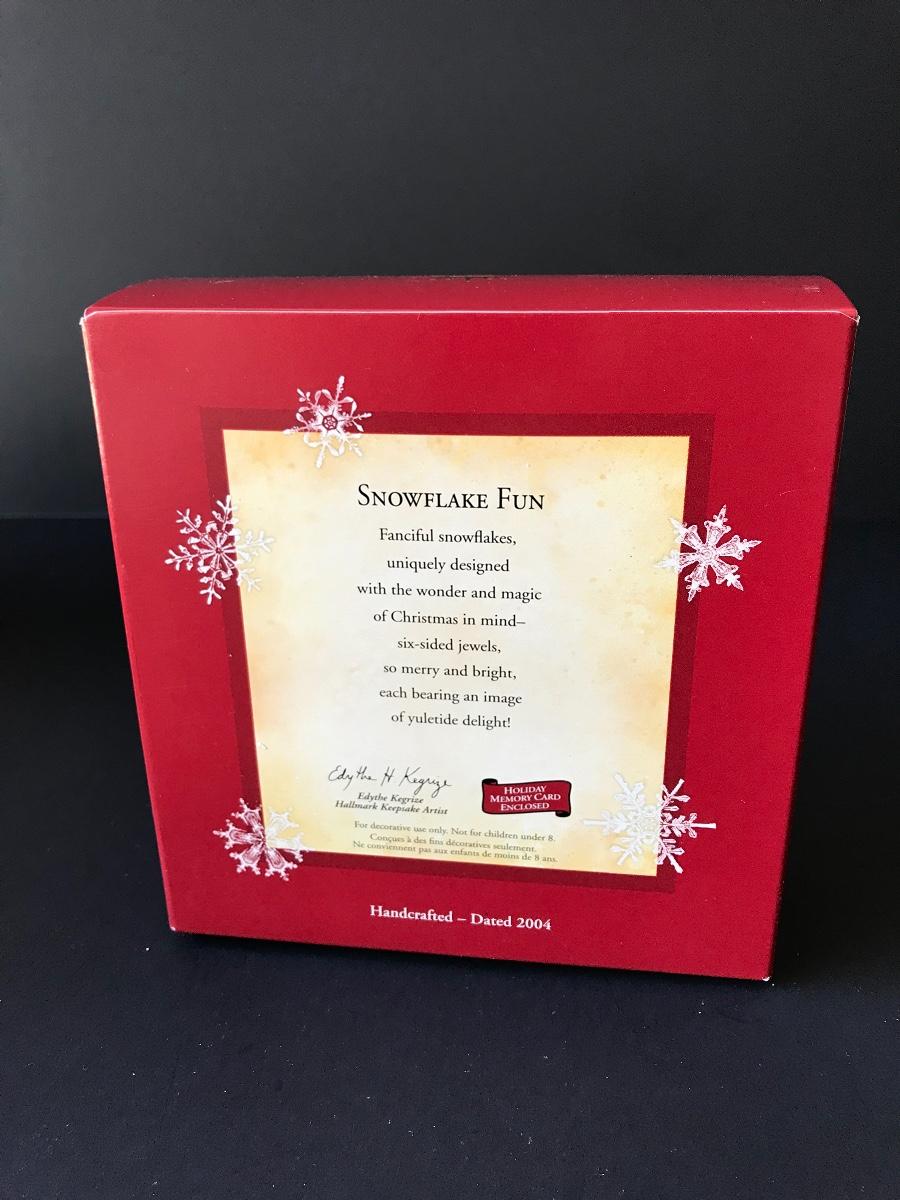 SNOWFLAKE FUN
Fanciful snowflakes,
uniquely designed
with the wonder and magic
of Christmas in mind–
six-sided jewels,
so merry and bright,
each bearing an image
of yuletide delight!
Edythe H. Kegrize
Edythe Kegrize
Hallmark Keepsake Artist
HOLIDAY
MEMORY CARD
ENCLOSED
For decorative use only. Not for children under 8.
Conçues à des fins décoratives seulement.
Ne conviennent pas aux enfants de moins de 8 ans.
Handcrafted – Dated 2004